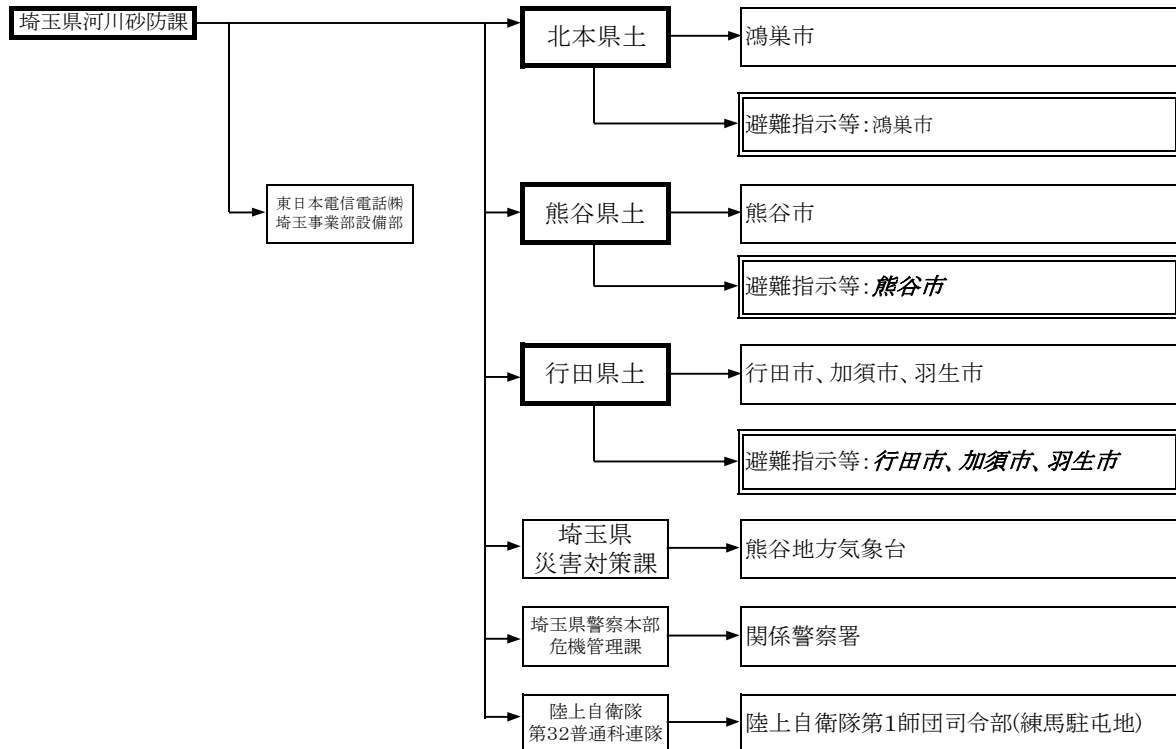 埼玉県河川砂防課
北本県土
鴻巣市
避難指示等:鴻巣市
東日本電信電話㈱
埼玉事業部設備部
熊谷県土
熊谷市
避難指示等:熊谷市
行田県土
行田市、加須市、羽生市
避難指示等:行田市、加須市、羽生市
埼玉県
災害対策課
熊谷地方気象台
埼玉県警察本部
危機管理課
関係警察署
陸上自衛隊
第32普通科連隊
陸上自衛隊第1師団司令部(練馬駐屯地)